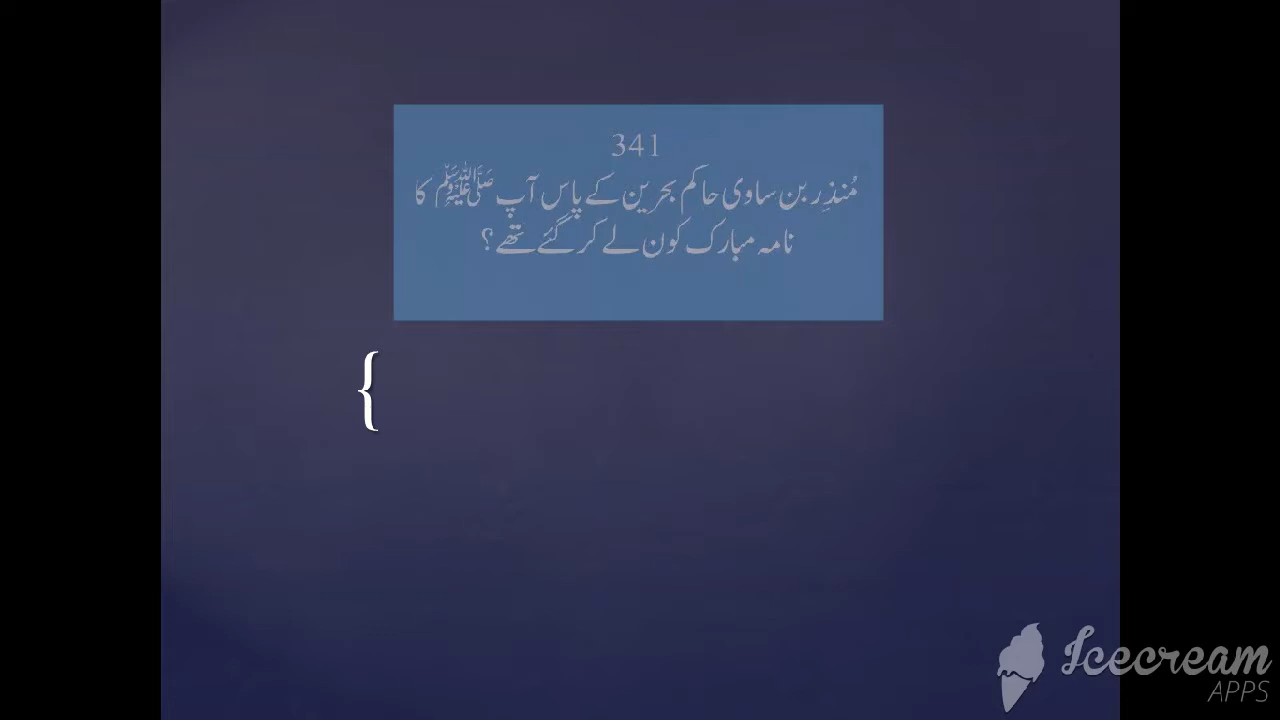 341
مُنذِر بن ساوی حاکم بحرین کے پاس آپ ﷺ کا
نامہ مبارک کون لے کر گئے تھے؟
{
Icecream
APPS